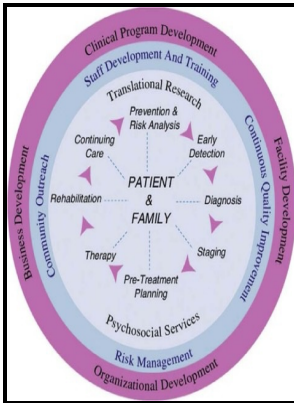 Clinical Program Development
Staff Development And Training
Translational Research
Prevention &
Risk Analysis
Early
Detection
Diagnosis
Staging
Pre-Treatment
Planning
Therapy
Rehabilitation
Continuing
Care
PATIENT
&
FAMILY
Psychosocial Services
Business Development
Community Outreach
Continuous Quality Improvement
Facility Development
Risk Management
Organizational Development